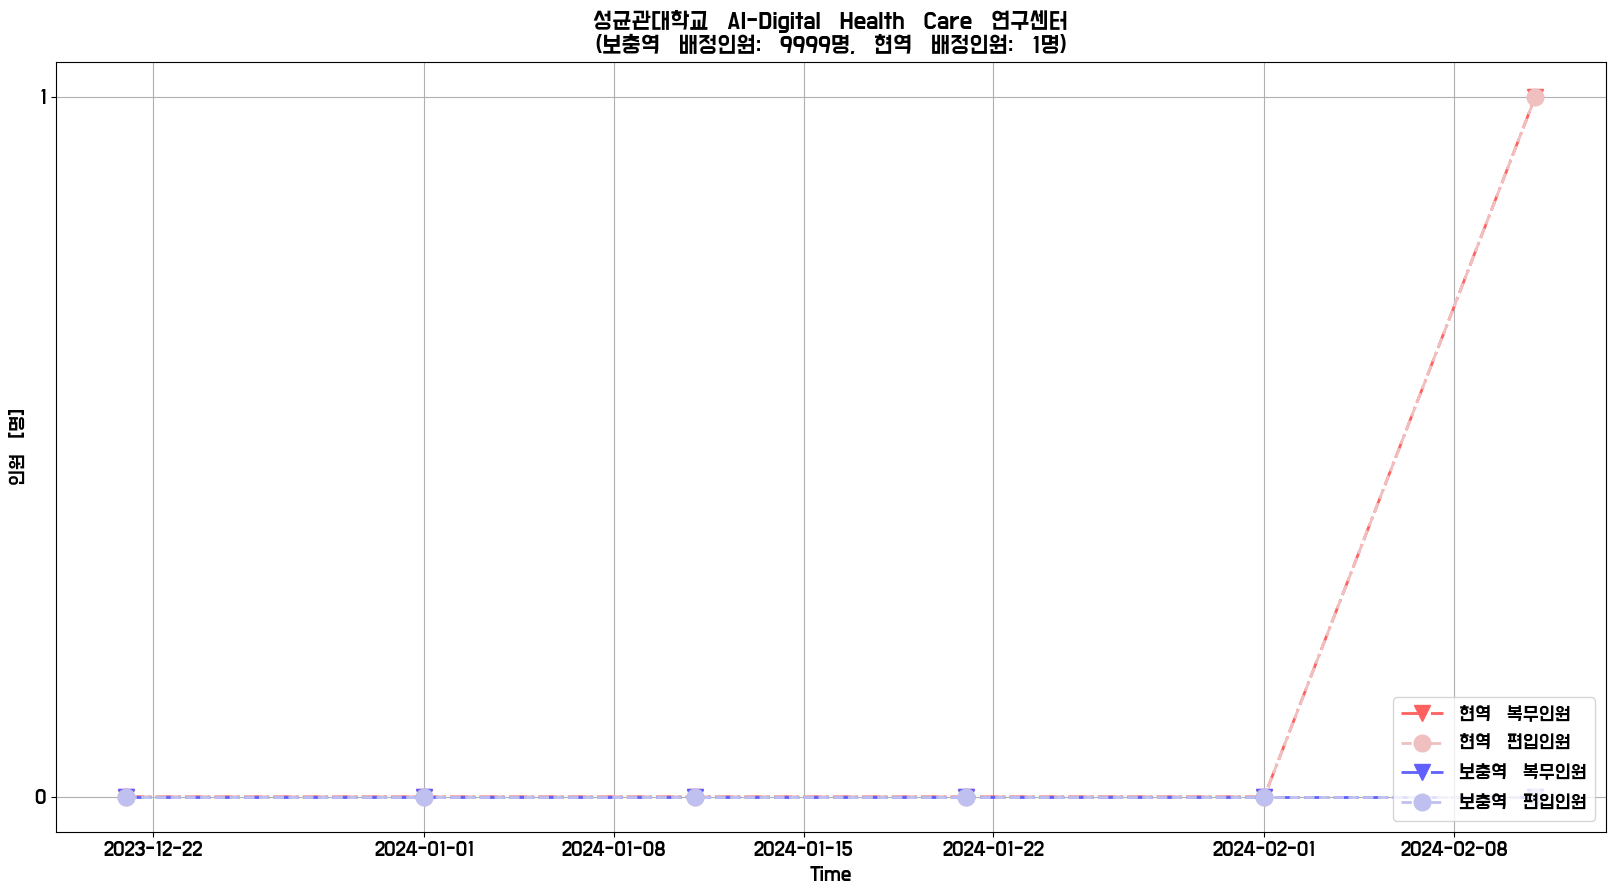 성균관대학교 AI-Digital Health Care 연구센터
(보충역 배정인원: 9999명, 현역 배정인원: 1명)
1
0
인원 [명]
2023-12-22
2024-01-01
2024-01-08
2024-01-15
2024-01-22
2024-02-01
2024-02-08
Time
현역 복무인원
현역 편입인원
보충역 복무인원
보충역 편입인원